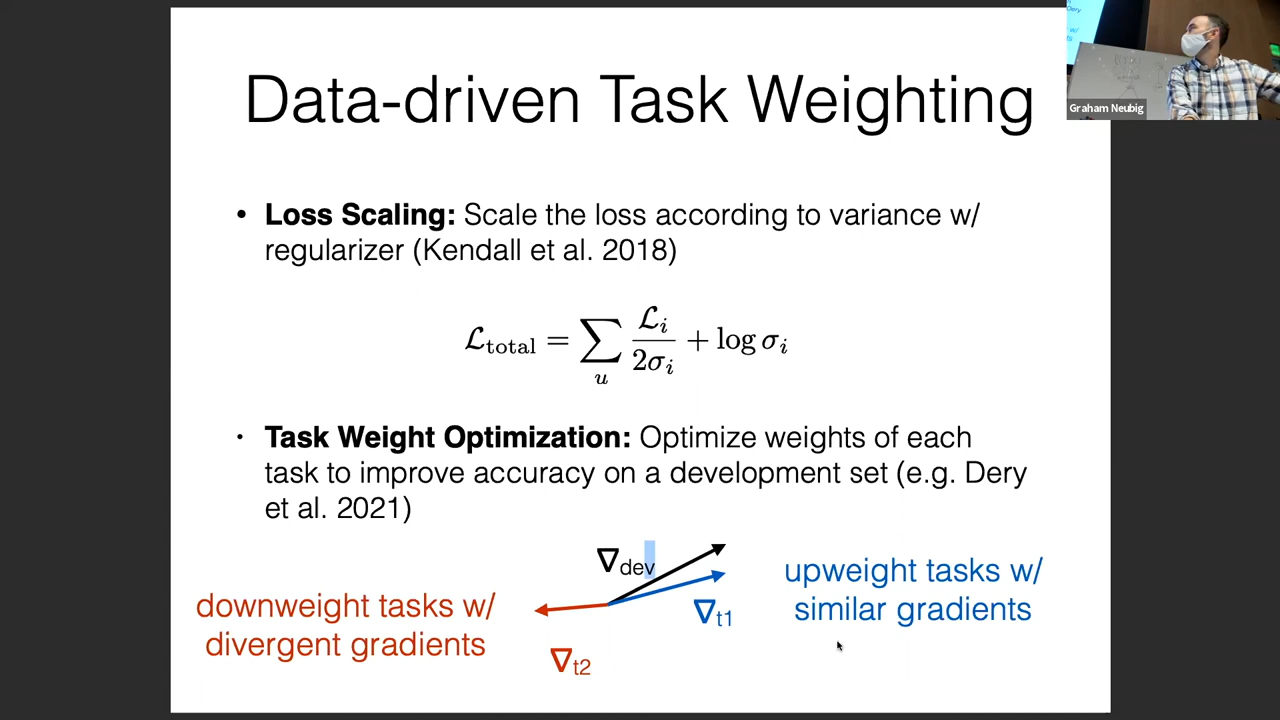 Data-driven Task Weighting
Graham Neubig
• Loss Scaling: Scale the loss according to variance w/
regularizer (Kendall et al. 2018)
ℒtotal = ∑u ℒi / 2σi + log σi
• Task Weight Optimization: Optimize weights of each
task to improve accuracy on a development set (e.g. Dery
et al. 2021)
∇dev
upweight tasks w/
similar gradients
downweight tasks w/
divergent gradients
∇t1
∇t2